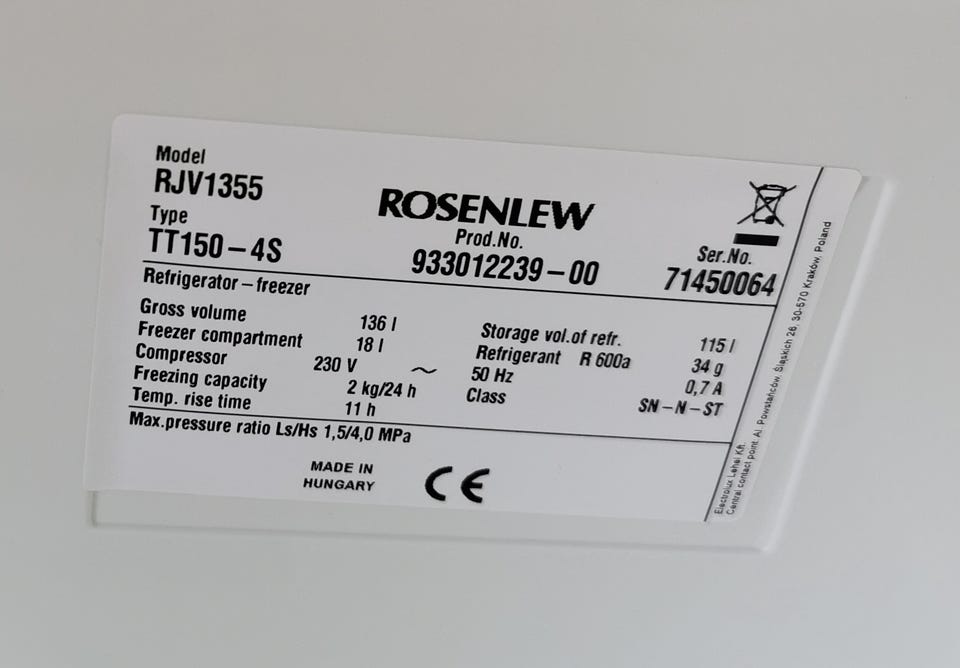 Model
RJV1355
Type
TT150-4S
ROSENLEW
Prod.No.
933012239-00
Ser.No.
71450064
Refrigerator-freezer
Gross volume 136 l
Freezer compartment 18 l
Compressor 230 V ~
Freezing capacity 2 kg/24 h
Temp. rise time 11 h
Storage vol.of refr. 115 l
Refrigerant R 600a 34 g
50 Hz 0,7 A
Class SN-N-ST
Max.pressure ratio Ls/Hs 1,5/4,0 MPa
MADE IN
HUNGARY
CE
Electrolux Lehel Kft.
Central contact point Al. Powstańców Śląskich 26, 30-570 Kraków, Poland